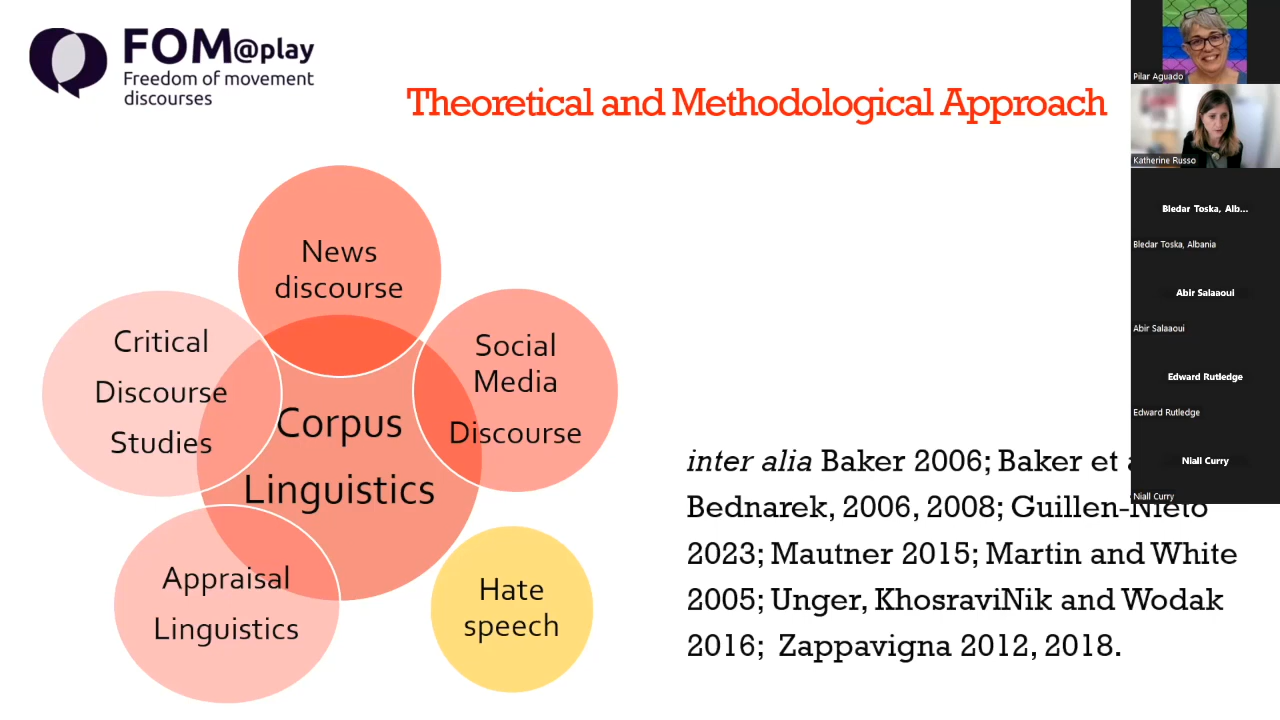 FOM@play
Freedom of movement
discourses
Theoretical and Methodological Approach
News
discourse
Critical
Discourse
Studies
Social
Media
Discourse
Corpus
Linguistics
Appraisal
Linguistics
Hate
speech
inter alia Baker 2006; Baker et
Bednarek, 2006, 2008; Guillen-Nieto
2023; Mautner 2015; Martin and White
2005; Unger, KhosraviNik and Wodak
2016; Zappavigna 2012, 2018.
Pilar Aguado
Katherine Russo
Bledar Toska, Alb...
Bledar Toska, Albania
Abir Salaaoui
Abir Salaaoui
Edward Rutledge
Edward Rutledge
Niall Curry
Niall Curry